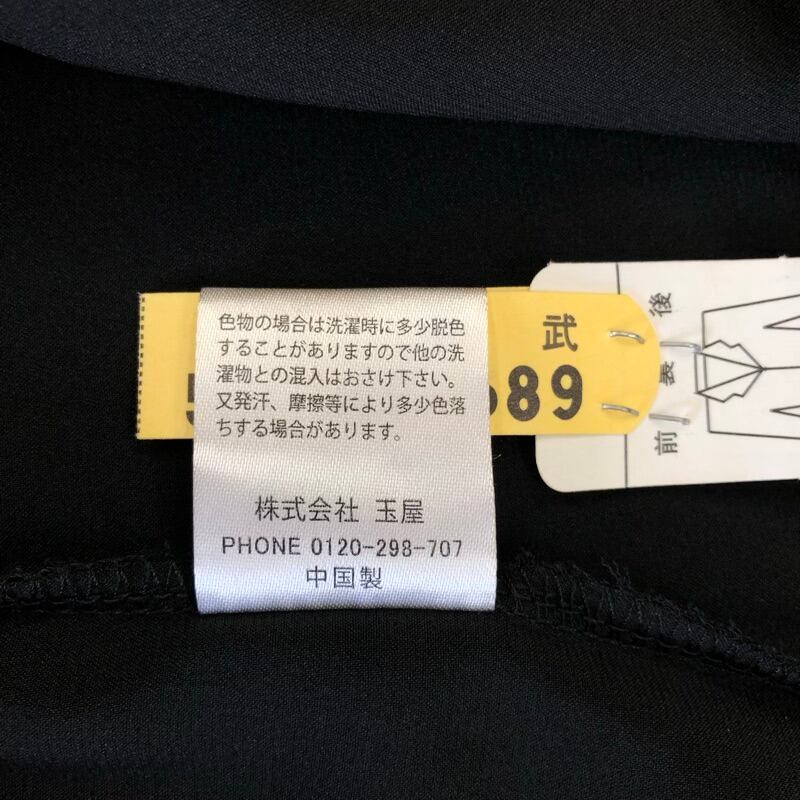 色物の場合は洗濯時に多少脱色
することがありますので他の洗
濯物との混入はおさけ下さい。
又発汗、摩擦等により多少色落
ちする場合があります。
株式会社 玉屋
PHONE 0120-298-707
中国製
武
689
後
表
前